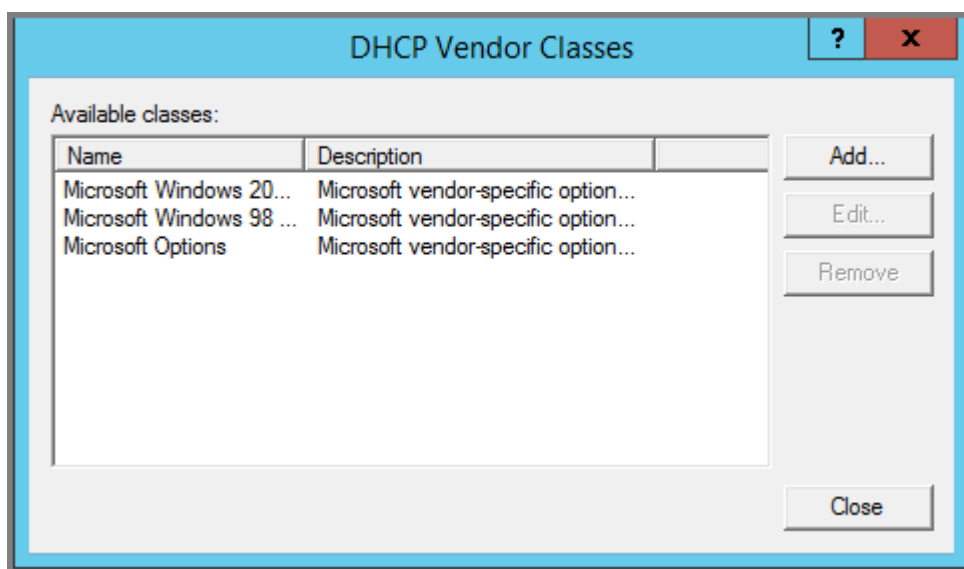 DHCP Vendor Classes
? x
Available classes:
Name Description
Add...
Microsoft Windows 20... Microsoft vendor-specific option...
Microsoft Windows 98 ... Microsoft vendor-specific option...
Edit...
Microsoft Options Microsoft vendor-specific option...
Remove
Close